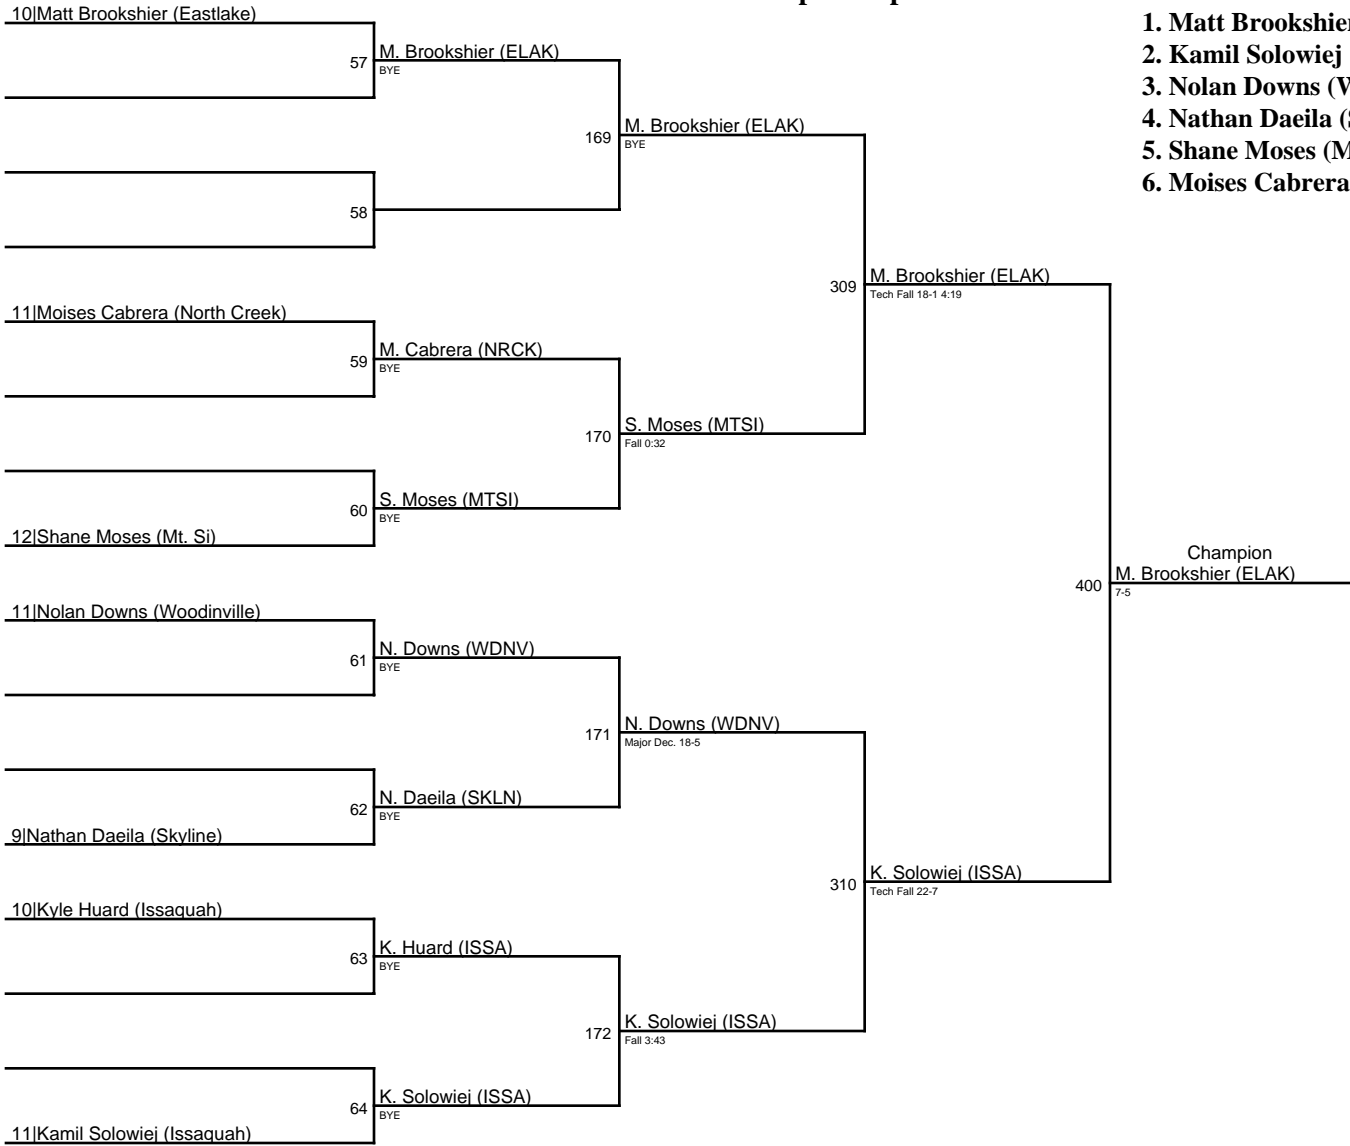 10|Matt Brookshier (Eastlake)
57
M. Brookshier (ELAK)
BYE
169
M. Brookshier (ELAK)
BYE
58
11|Moises Cabrera (North Creek)
59
M. Cabrera (NRCK)
BYE
170
S. Moses (MTSI)
Fall 0:32
60
S. Moses (MTSI)
BYE
12|Shane Moses (Mt. Si)
309
M. Brookshier (ELAK)
Tech Fall 18-1 4:19
11|Nolan Downs (Woodinville)
61
N. Downs (WDNV)
BYE
171
N. Downs (WDNV)
Major Dec. 18-5
62
N. Daeila (SKLN)
BYE
9|Nathan Daeila (Skyline)
310
K. Solowiej (ISSA)
Tech Fall 22-7
10|Kyle Huard (Issaquah)
63
K. Huard (ISSA)
BYE
172
K. Solowiej (ISSA)
Fall 3:43
64
K. Solowiej (ISSA)
BYE
11|Kamil Solowiej (Issaquah)
400
Champion
M. Brookshier (ELAK)
7-5
1. Matt Brookshier
2. Kamil Solowiej
3. Nolan Downs (
4. Nathan Daeila (
5. Shane Moses (
6. Moises Cabrera